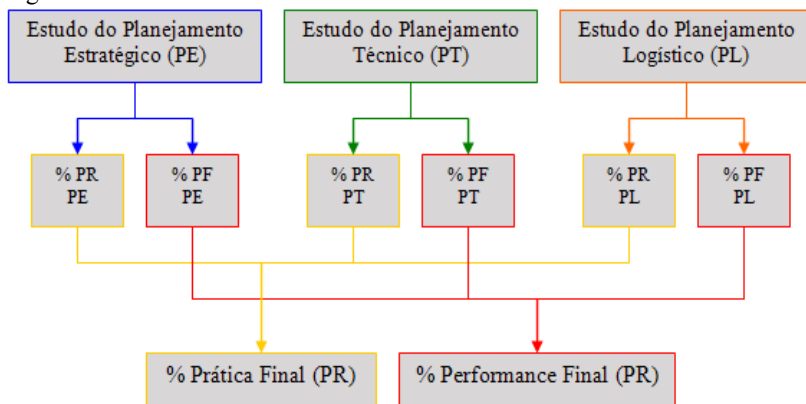 Estudo do Planejamento
Estratégico (PE)
Estudo do Planejamento
Técnico (PT)
Estudo do Planejamento
Logístico (PL)
% PR
PE
% PF
PE
% PR
PT
% PF
PT
% PR
PL
% PF
PL
% Prática Final (PR)
% Performance Final (PR)